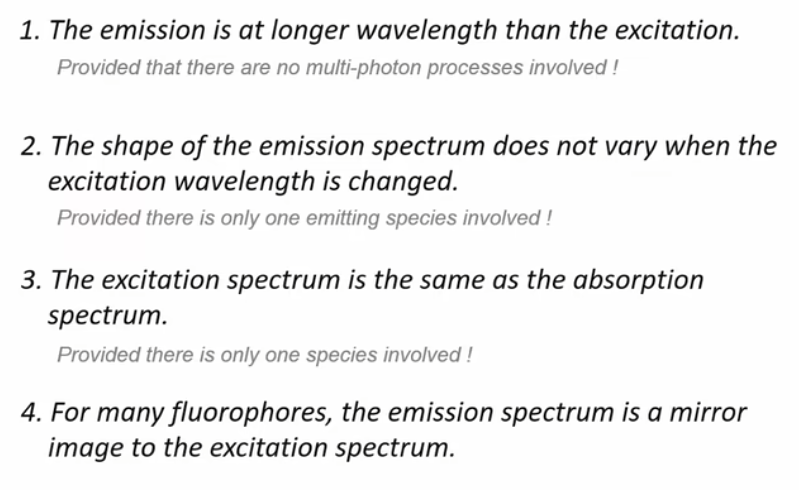 1. The emission is at longer wavelength than the excitation.
Provided that there are no multi-photon processes involved !
2. The shape of the emission spectrum does not vary when the
excitation wavelength is changed.
Provided there is only one emitting species involved !
3. The excitation spectrum is the same as the absorption
spectrum.
Provided there is only one species involved !
4. For many fluorophores, the emission spectrum is a mirror
image to the excitation spectrum.